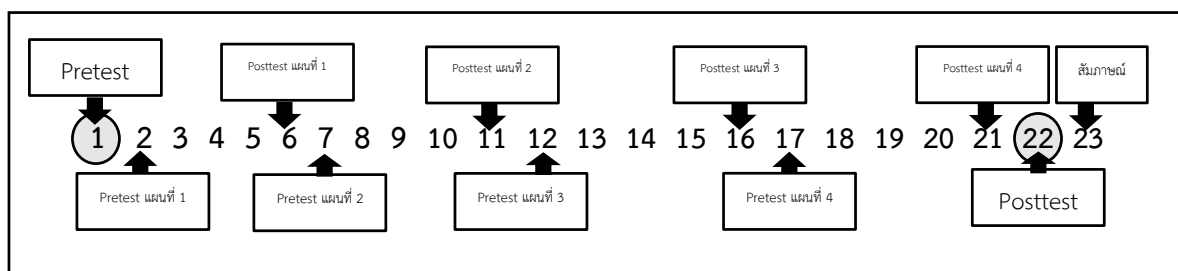 Pretest
Posttest แผนที่ 1
Posttest แผนที่ 2
Posttest แผนที่ 3
Posttest แผนที่ 4
สัมภาษณ์
1 2 3 4 5 6 7 8 9 10 11 12 13 14 15 16 17 18 19 20 21 22 23
Pretest แผนที่ 1
Pretest แผนที่ 2
Pretest แผนที่ 3
Pretest แผนที่ 4
Posttest